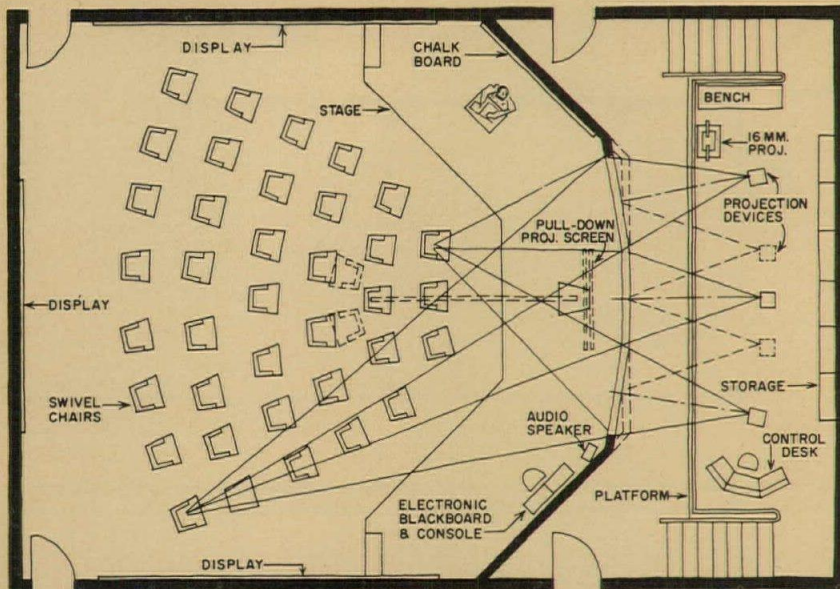 DISPLAY
CHALK
BOARD
STAGE
BENCH
16 MM.
PROJ.
PROJECTION
DEVICES
PULL-DOWN
PROJ. SCREEN
DISPLAY
SWIVEL
CHAIRS
STORAGE
AUDIO
SPEAKER
CONTROL
DESK
ELECTRONIC
BLACKBOARD
& CONSOLE
PLATFORM
DISPLAY